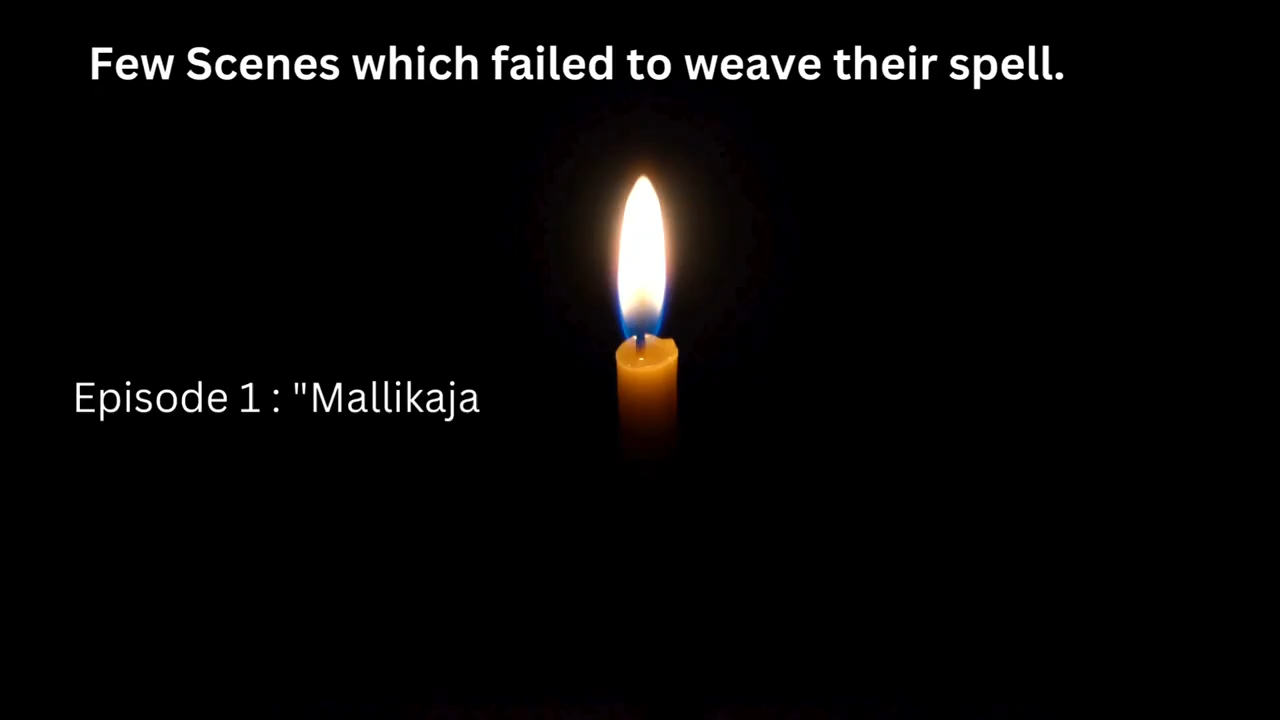 Few Scenes which failed to weave their spell.
Episode 1 : "Mallikaja